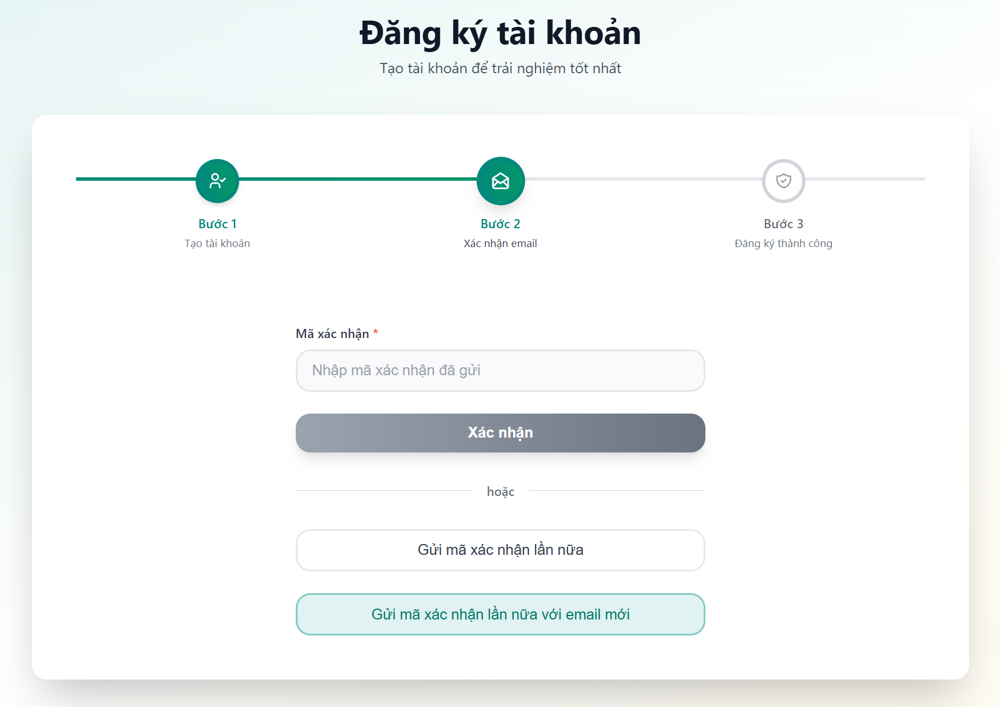 Đăng ký tài khoản
Tạo tài khoản để trải nghiệm tốt nhất
Bước 1
Tạo tài khoản
Bước 2
Xác nhận email
Bước 3
Đăng ký thành công
Mã xác nhận *
Nhập mã xác nhận đã gửi
Xác nhận
hoặc
Gửi mã xác nhận lần nữa
Gửi mã xác nhận lần nữa với email mới